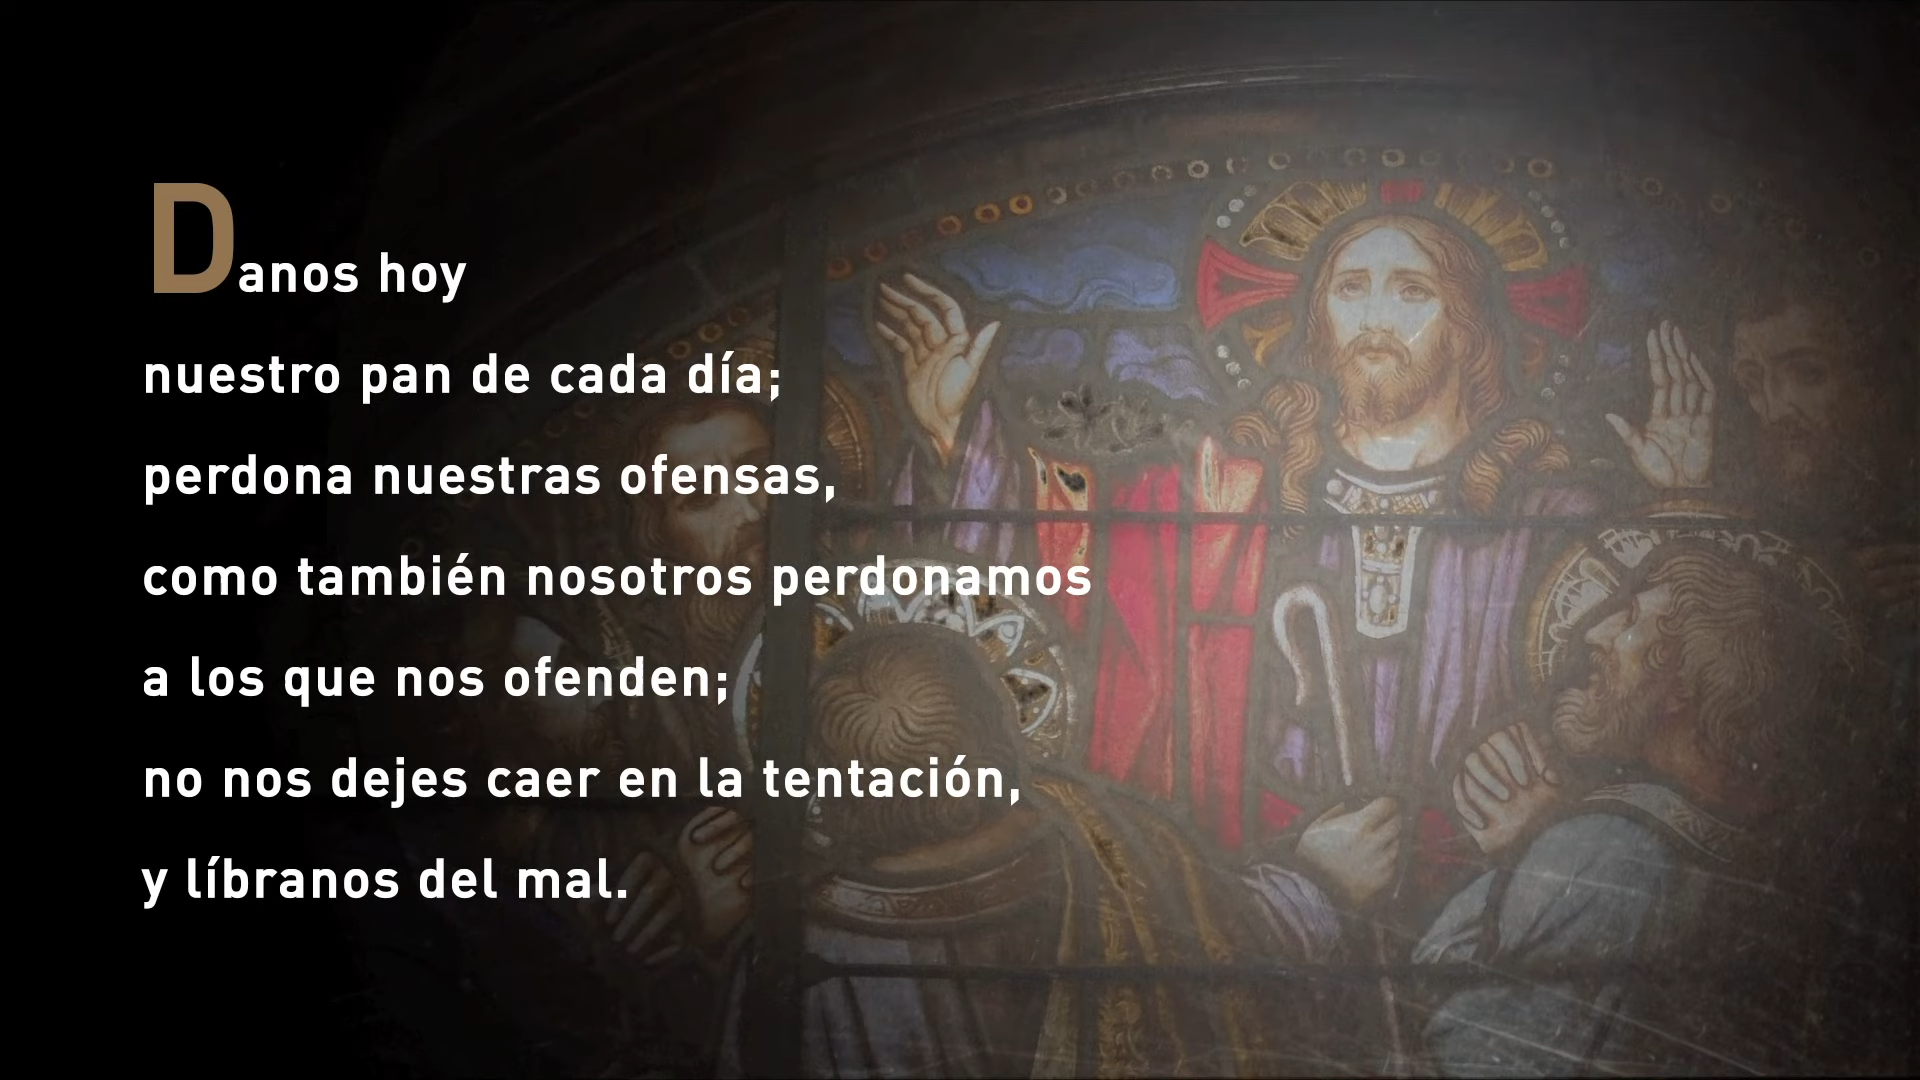 Danos hoy
nuestro pan de cada día;
perdona nuestras ofensas,
como también nosotros perdonamos
a los que nos ofenden;
no nos dejes caer en la tentación,
y líbranos del mal.